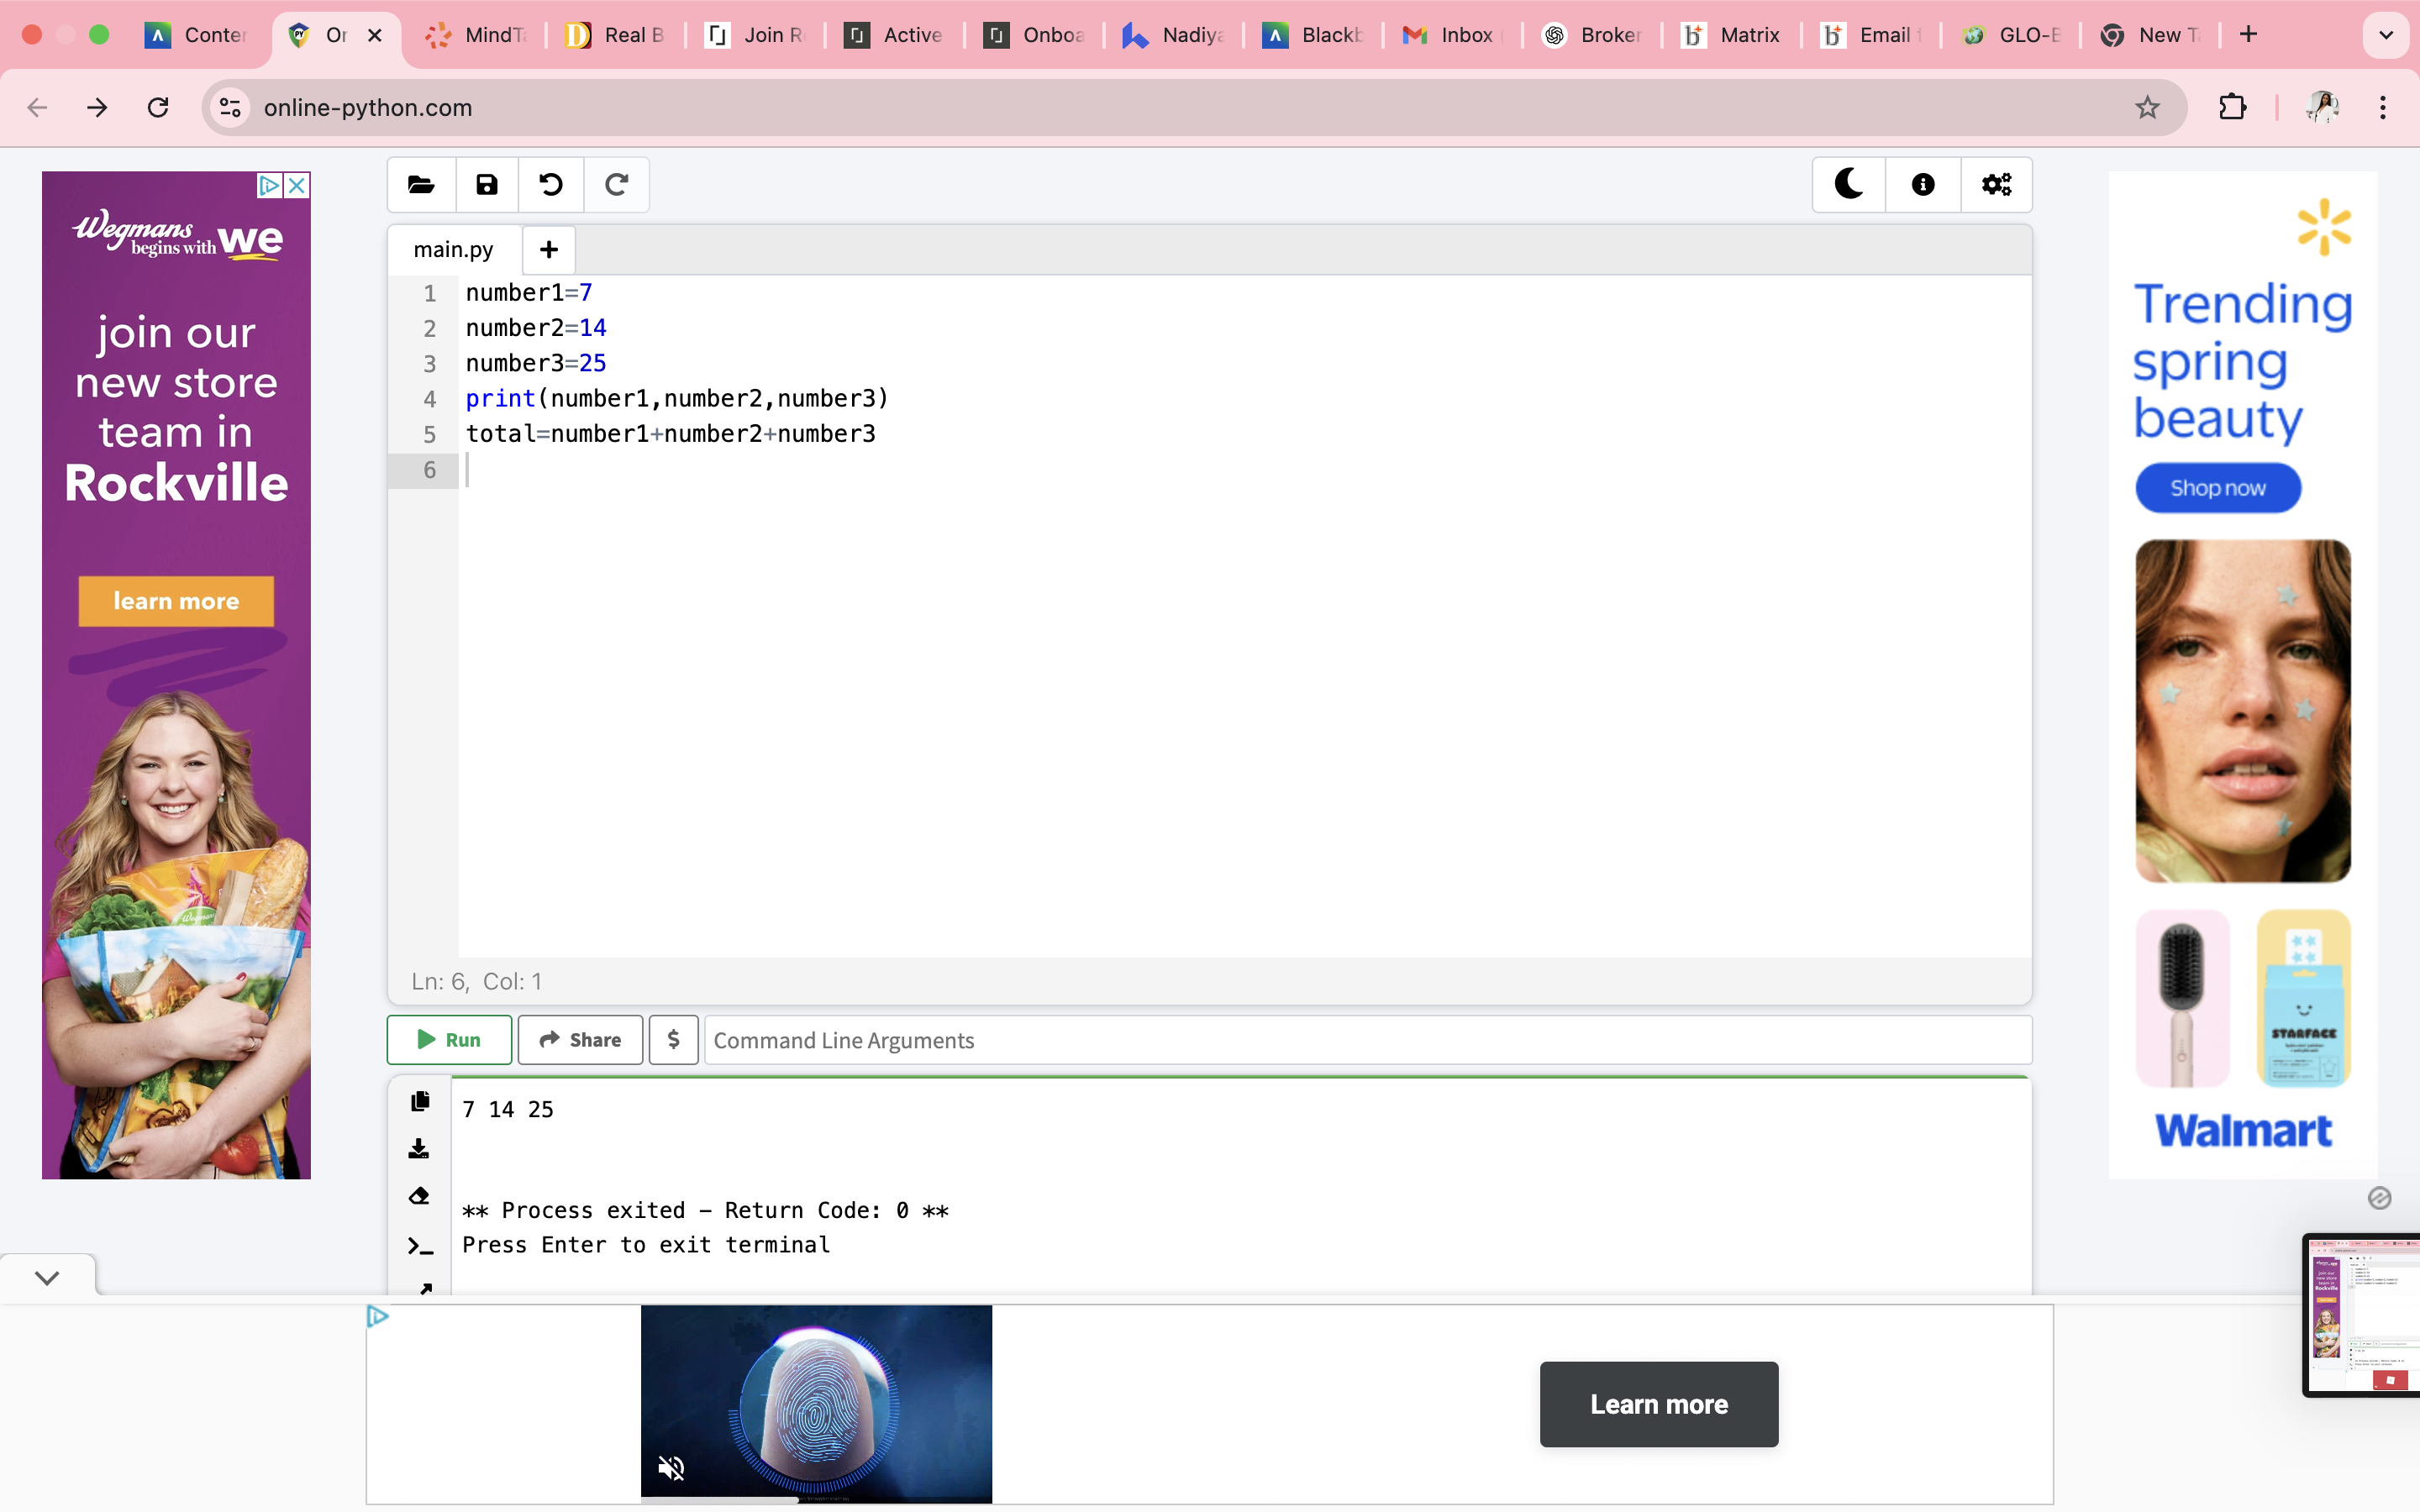 Conter
Or
MindTa
Real B
Join R
Active
Onboa
Nadiya
Blackb
Inbox
Broker
Matrix
Email
GLO-B
New T
online-python.com
Wegmans
begins with we
join our
new store
team in
Rockville
learn more
main.py
1 number1=7
2 number2=14
3 number3=25
4 print(number1,number2,number3)
5 total=number1+number2+number3
6
Ln: 6, Col: 1
Run
Share
$
Command Line Arguments
7 14 25
** Process exited - Return Code: 0 **
Press Enter to exit terminal
Trending
spring
beauty
Shop now
STARFACE
Walmart
Learn more